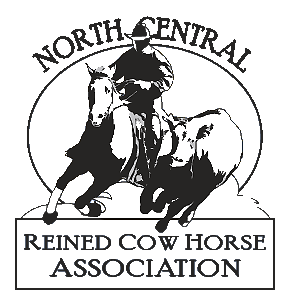 NORTH CENTRAL
REINED COW HORSE
ASSOCIATION